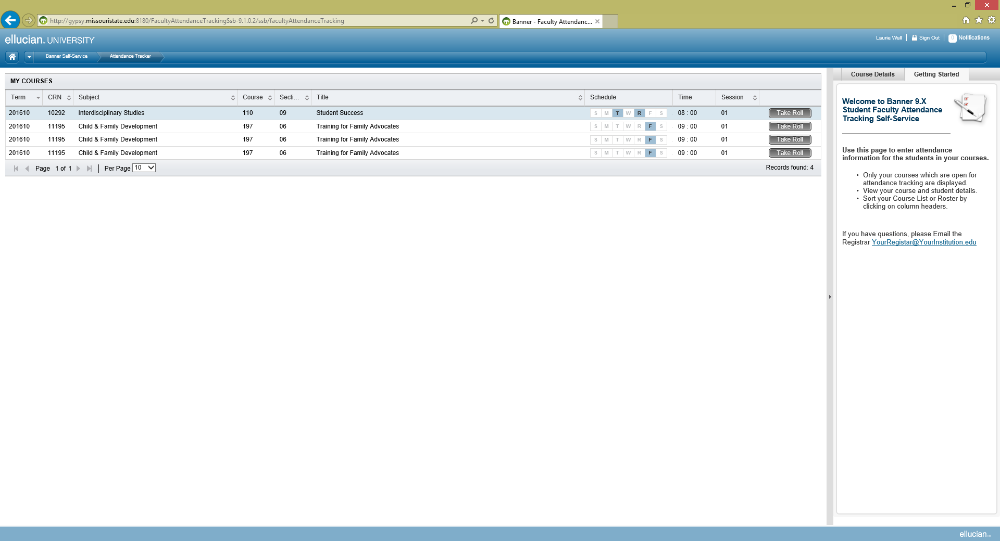 http://gypsy.missouristate.edu:8180/FacultyAttendanceTrackingSsb-9.1.0.2/ssb/facultyAttendanceTracking
Banner - Faculty Attendanc...
ellucian UNIVERSITY
Laurie Wall Sign Out 0 Notifications
Banner Self-Service Attendance Tracker
MY COURSES
Term CRN Subject Course Secti... Title Schedule Time Session
201610 10292 Interdisciplinary Studies 110 09 Student Success S M T W R F S 08 : 00 01 Take Roll
201610 11195 Child & Family Development 197 06 Training for Family Advocates S M T W R F S 09 : 00 01 Take Roll
201610 11195 Child & Family Development 197 06 Training for Family Advocates S M T W R F S 09 : 00 01 Take Roll
201610 11195 Child & Family Development 197 06 Training for Family Advocates S M T W R F S 09 : 00 01 Take Roll
Page 1 of 1 Per Page 10 Records found: 4
Course Details Getting Started
Welcome to Banner 9.X
Student Faculty Attendance
Tracking Self-Service
Use this page to enter attendance
information for the students in your courses.
• Only your courses which are open for
attendance tracking are displayed.
• View your course and student details.
• Sort your Course List or Roster by
clicking on column headers.
If you have questions, please Email the
Registrar YourRegistar@YourInstitution.edu
ellucian™